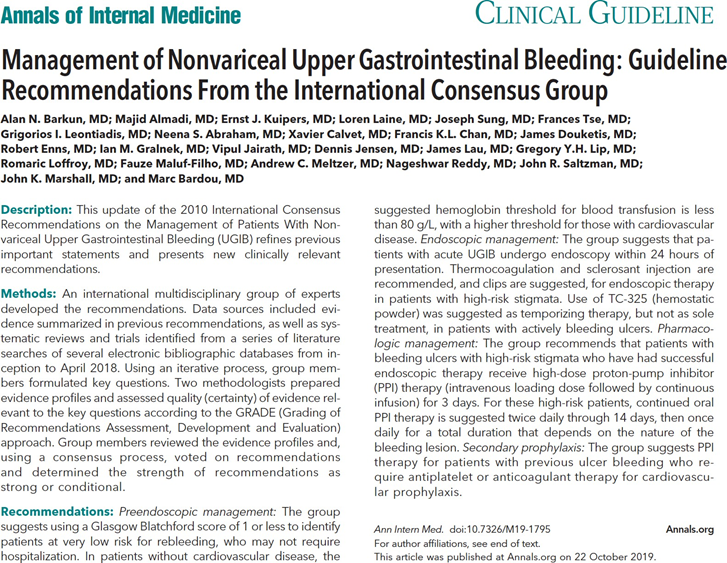 Annals of Internal Medicine
CLINICAL GUIDELINE
Management of Nonvariceal Upper Gastrointestinal Bleeding: Guideline
Recommendations From the International Consensus Group
Alan N. Barkun, MD; Majid Almadi, MD; Ernst J. Kuipers, MD; Loren Laine, MD; Joseph Sung, MD; Frances Tse, MD;
Grigorios I. Leontiadis, MD; Neena S. Abraham, MD; Xavier Calvet, MD; Francis K.L. Chan, MD; James Douketis, MD;
Robert Enns, MD; Ian M. Gralnek, MD; Vipul Jairath, MD; Dennis Jensen, MD; James Lau, MD; Gregory Y.H. Lip, MD;
Romaric Loffroy, MD; Fauze Maluf-Filho, MD; Andrew C. Meltzer, MD; Nageshwar Reddy, MD; John R. Saltzman, MD;
John K. Marshall, MD; and Marc Bardou, MD
Description: This update of the 2010 International Consensus
Recommendations on the Management of Patients With Non-
variceal Upper Gastrointestinal Bleeding (UGIB) refines previous
important statements and presents new clinically relevant
recommendations.
Methods: An international multidisciplinary group of experts
developed the recommendations. Data sources included evi-
dence summarized in previous recommendations, as well as sys-
tematic reviews and trials identified from a series of literature
searches of several electronic bibliographic databases from in-
ception to April 2018. Using an iterative process, group mem-
bers formulated key questions. Two methodologists prepared
evidence profiles and assessed quality (certainty) of evidence rel-
evant to the key questions according to the GRADE (Grading of
Recommendations Assessment, Development and Evaluation)
approach. Group members reviewed the evidence profiles and,
using a consensus process, voted on recommendations
and determined the strength of recommendations as
strong or conditional.
Recommendations: Preendoscopic management: The group
suggests using a Glasgow Blatchford score of 1 or less to identify
patients at very low risk for rebleeding, who may not require
hospitalization. In patients without cardiovascular disease, the
suggested hemoglobin threshold for blood transfusion is less
than 80 g/L, with a higher threshold for those with cardiovascular
disease. Endoscopic management: The group suggests that pa-
tients with acute UGIB undergo endoscopy within 24 hours of
presentation. Thermocoagulation and sclerosant injection are
recommended, and clips are suggested, for endoscopic therapy
in patients with high-risk stigmata. Use of TC-325 (hemostatic
powder) was suggested as temporizing therapy, but not as sole
treatment, in patients with actively bleeding ulcers. Pharmaco-
logic management: The group recommends that patients with
bleeding ulcers with high-risk stigmata who have had successful
endoscopic therapy receive high-dose proton-pump inhibitor
(PPI) therapy (intravenous loading dose followed by continuous
infusion) for 3 days. For these high-risk patients, continued oral
PPI therapy is suggested twice daily through 14 days, then once
daily for a total duration that depends on the nature of the
bleeding lesion. Secondary prophylaxis: The group suggests PPI
therapy for patients with previous ulcer bleeding who re-
quire antiplatelet or anticoagulant therapy for cardiovascu-
lar prophylaxis.
Ann Intern Med. doi:10.7326/M19-1795
Annals.org
For author affiliations, see end of text.
This article was published at Annals.org on 22 October 2019.